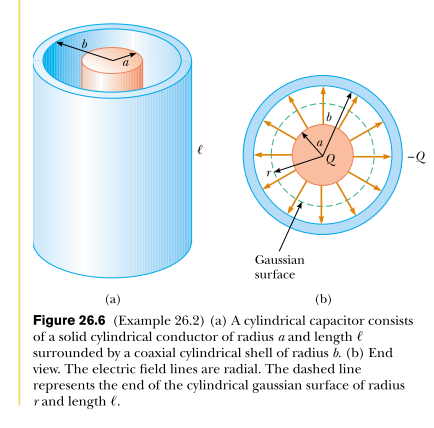 b
a
ℓ
b
a
Q
r
–Q
Gaussian
surface
(a)
(b)
Figure 26.6 (Example 26.2) (a) A cylindrical capacitor consists
of a solid cylindrical conductor of radius a and length ℓ
surrounded by a coaxial cylindrical shell of radius b. (b) End
view. The electric field lines are radial. The dashed line
represents the end of the cylindrical gaussian surface of radius
r and length ℓ.